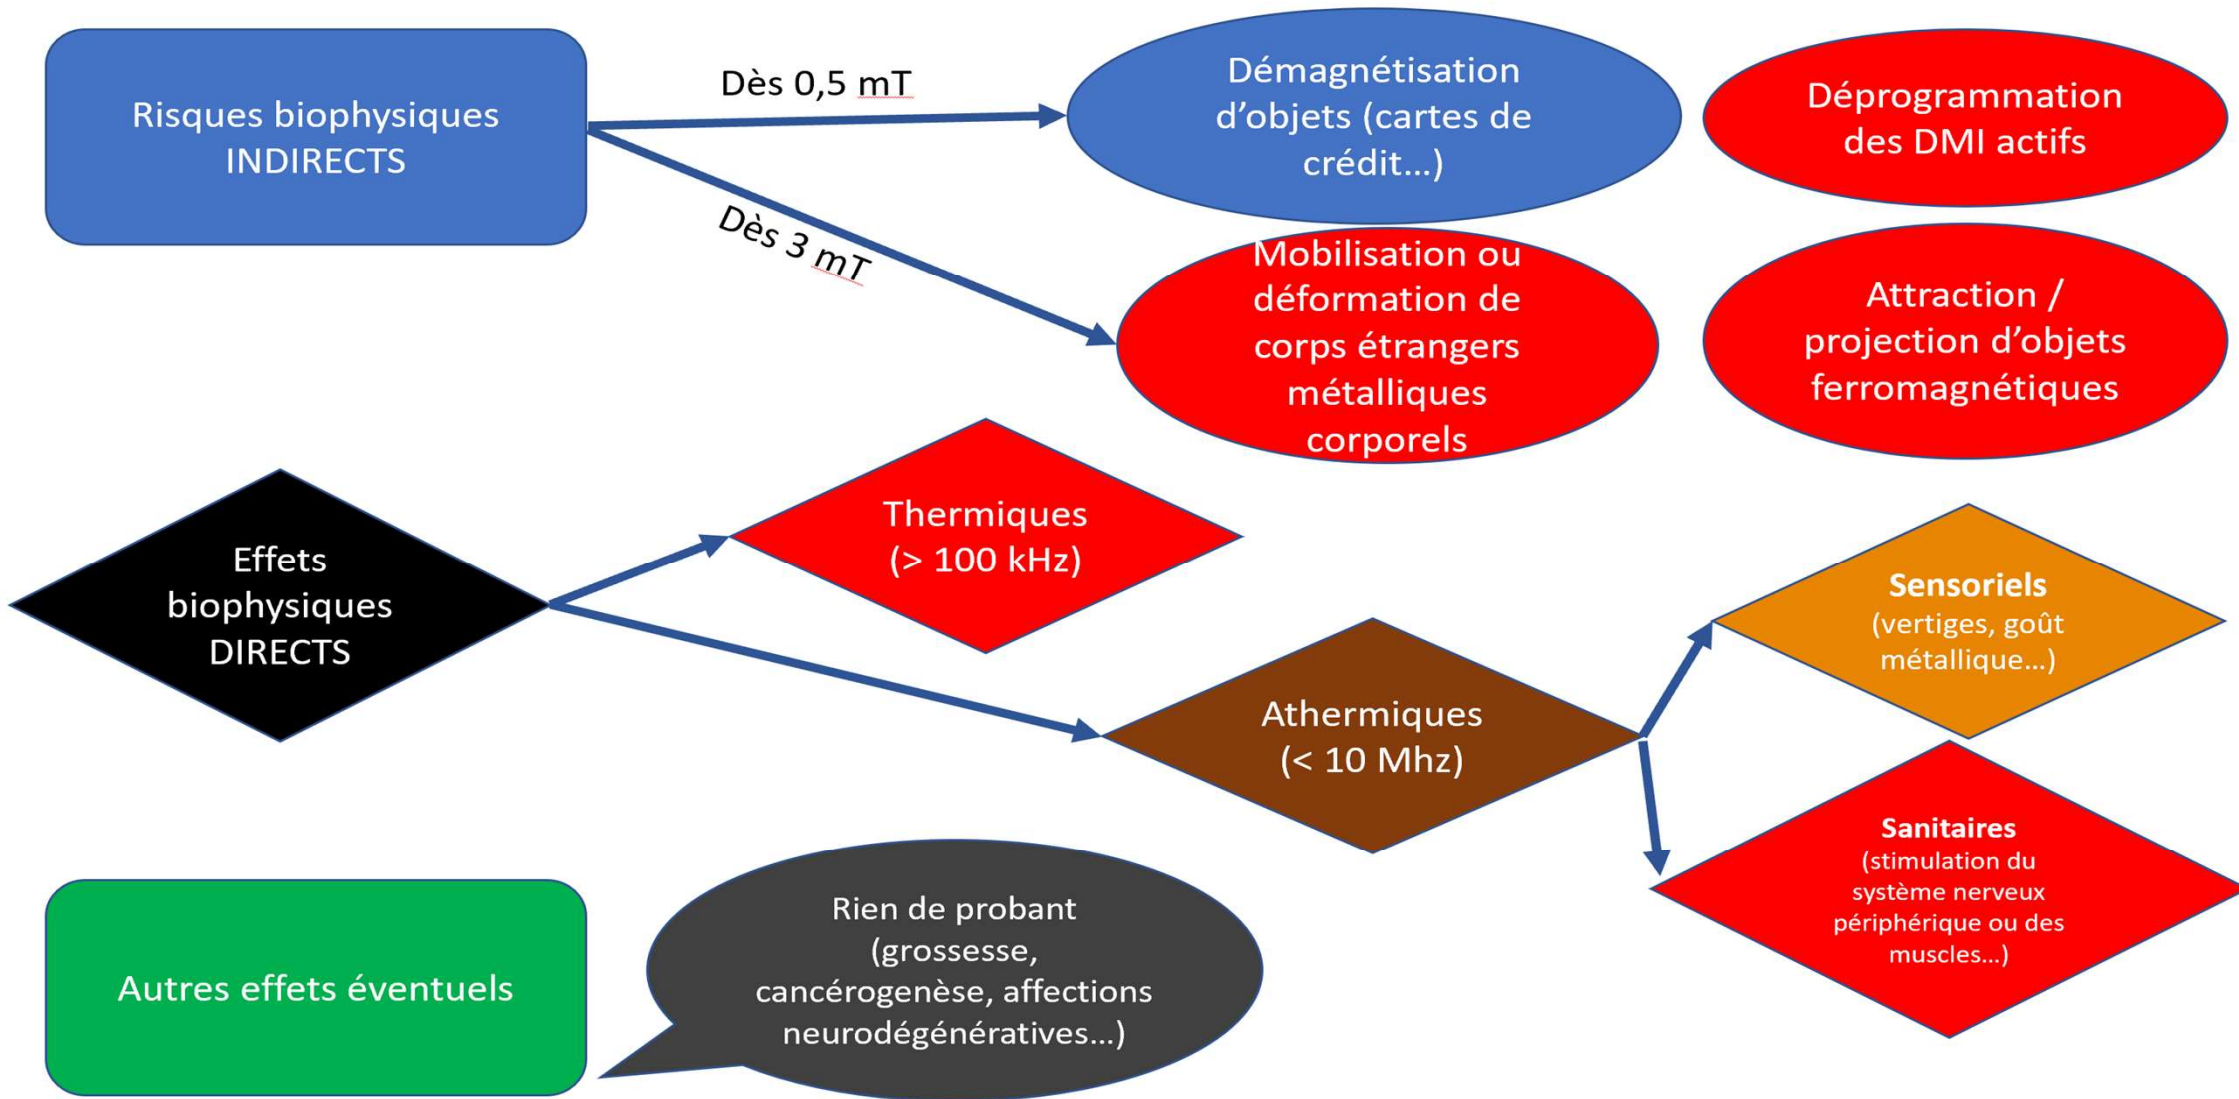 Risques biophysiques
INDIRECTS
Dès 0,5 mT
Démagnétisation
d’objets (cartes de
crédit…)
Déprogrammation
des DMI actifs
Dès 3 mT
Mobilisation ou
déformation de
corps étrangers
métalliques
corporels
Attraction /
projection d’objets
ferromagnétiques
Effets
biophysiques
DIRECTS
Thermiques
(> 100 kHz)
Athermiques
(< 10 Mhz)
Sensoriels
(vertiges, goût
métallique…)
Sanitaires
(stimulation du
système nerveux
périphérique ou des
muscles…)
Autres effets éventuels
Rien de probant
(grossesse,
cancérogenèse, affections
neurodégénératives…)